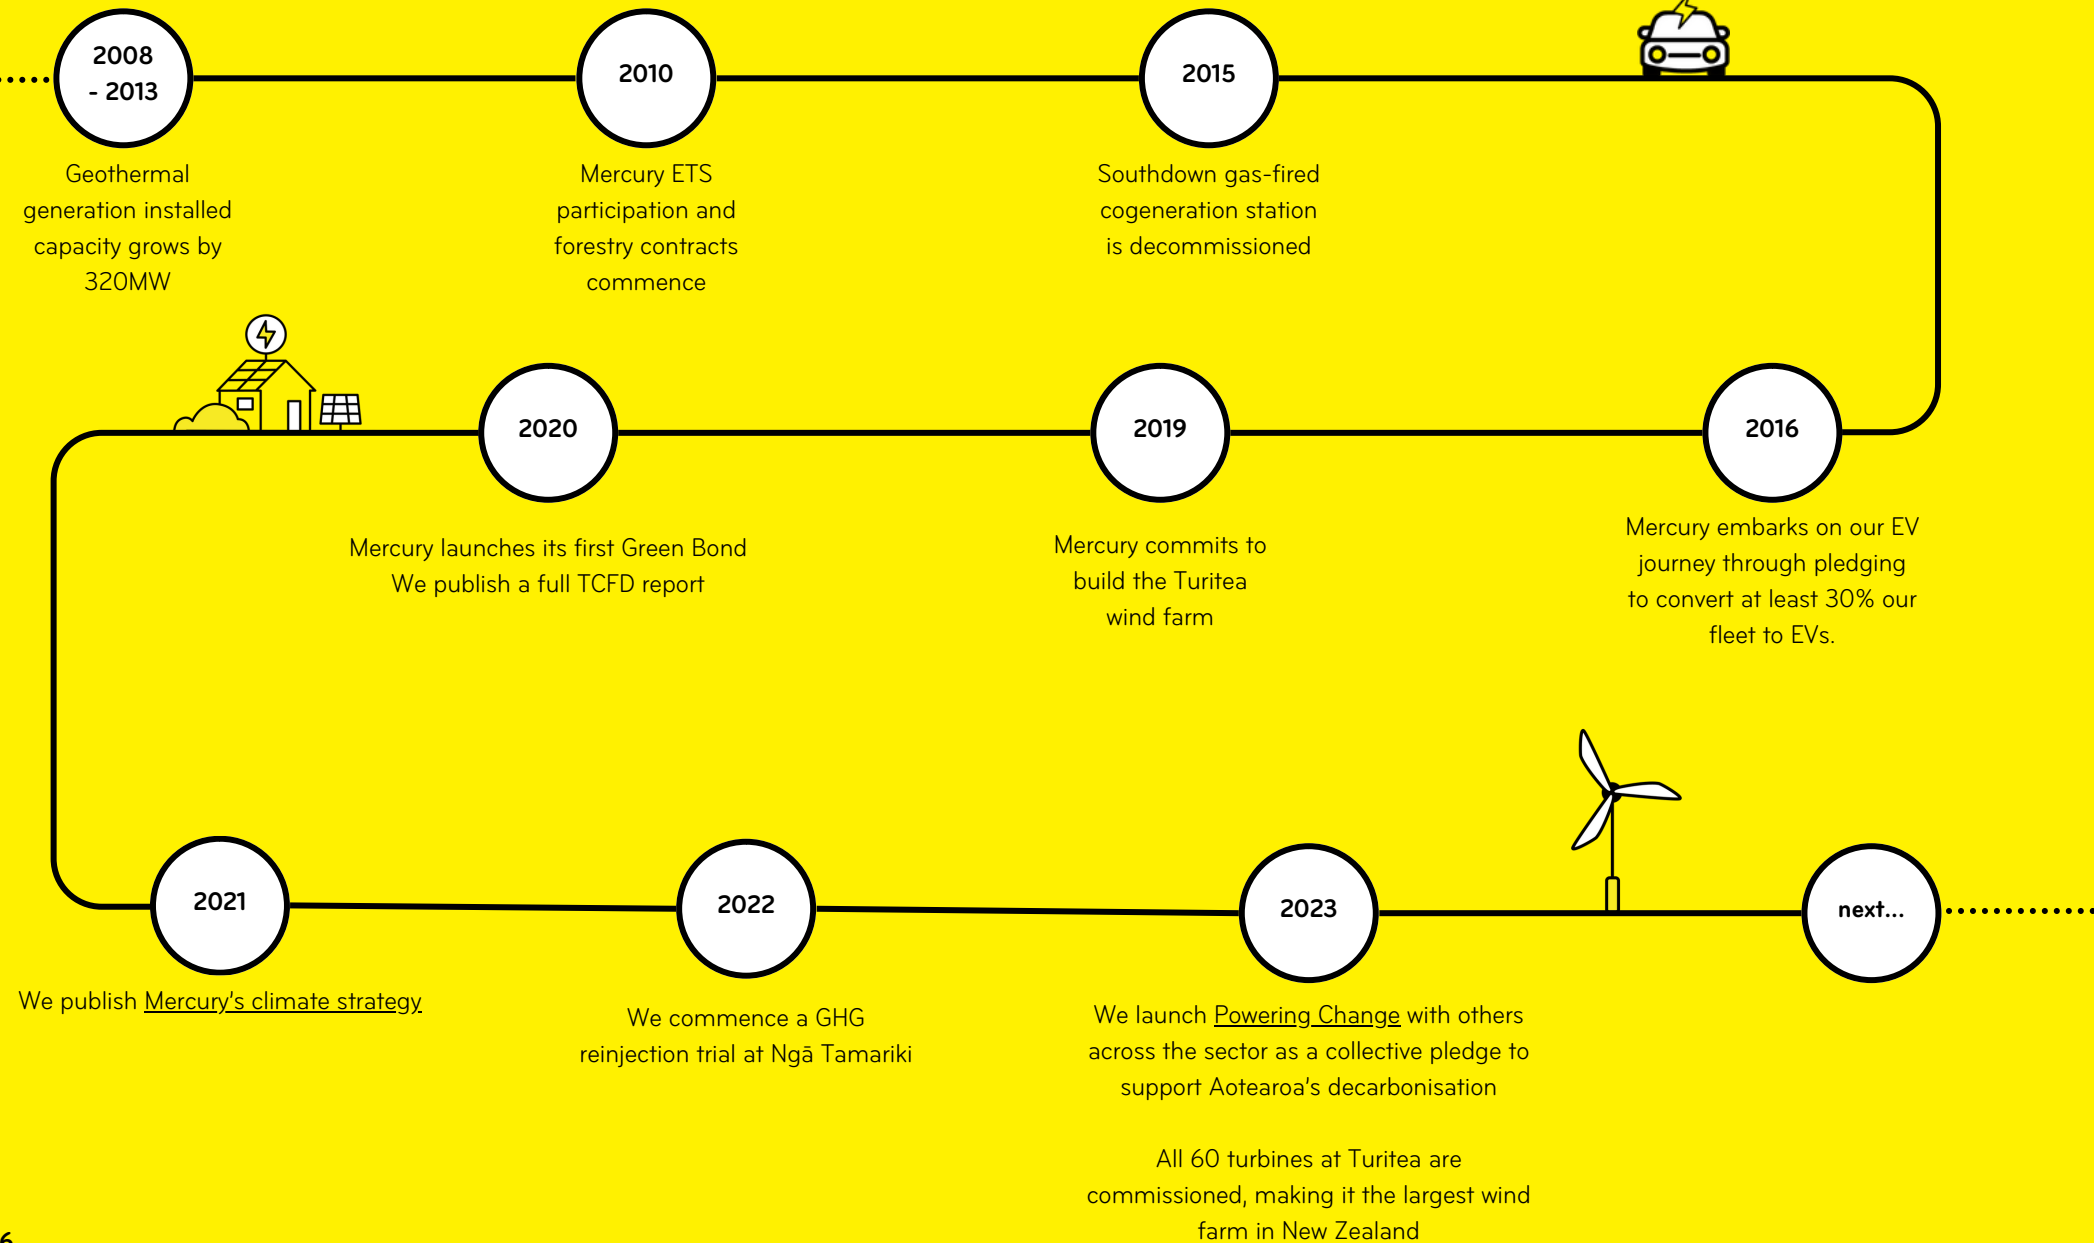 2008
- 2013
Geothermal
generation installed
capacity grows by
320MW
2010
Mercury ETS
participation and
forestry contracts
commence
2015
Southdown gas-fired
cogeneration station
is decommissioned
2016
Mercury embarks on our EV
journey through pledging
to convert at least 30% our
fleet to EVs.
2019
Mercury commits to
build the Turitea
wind farm
2020
Mercury launches its first Green Bond
We publish a full TCFD report
2021
We publish Mercury's climate strategy
2022
We commence a GHG
reinjection trial at Ngā Tamariki
2023
We launch Powering Change with others
across the sector as a collective pledge to
support Aotearoa's decarbonisation
All 60 turbines at Turitea are
commissioned, making it the largest wind
farm in New Zealand
next...